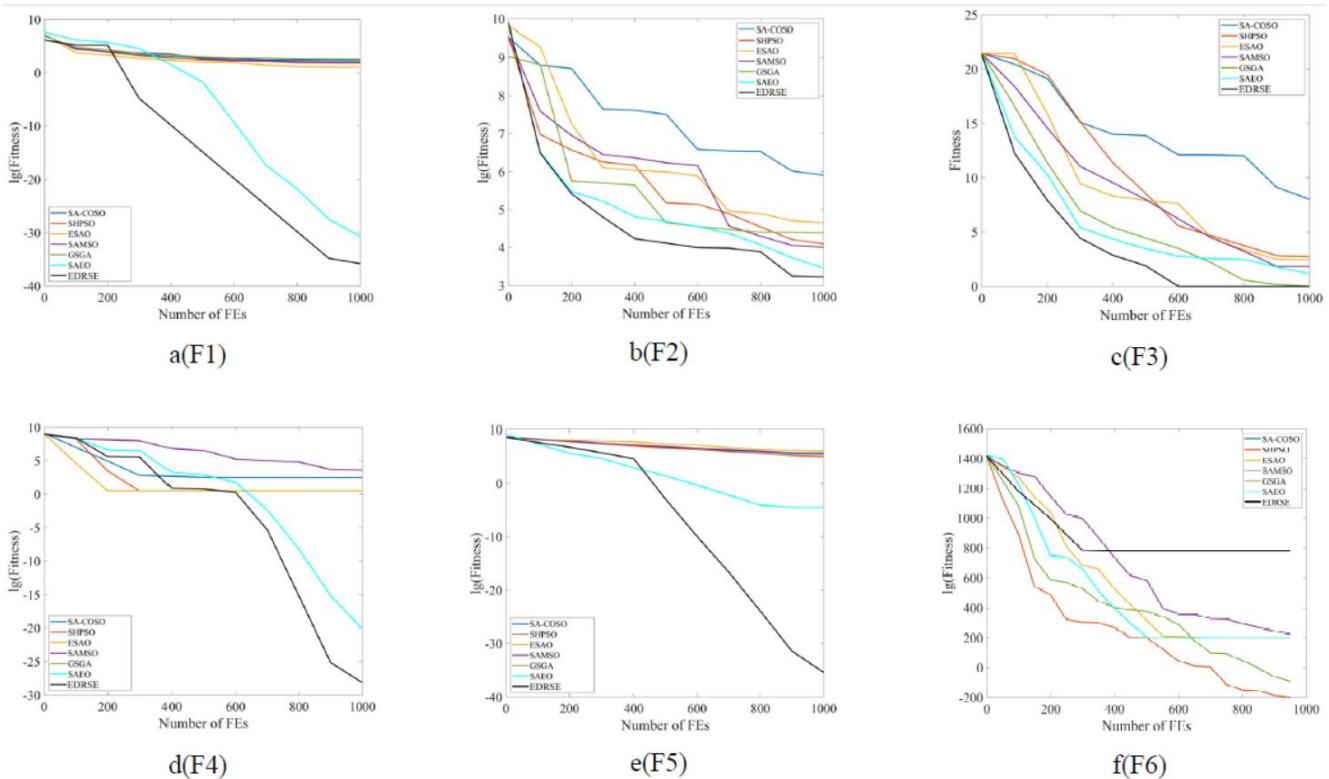 10
0
-10
-20
-30
-40
lg(Fitness)
SA-COSO
SHPSO
ESAO
SAMSO
GSGA
SAEO
EDRSE
0 200 400 600 800 1000
Number of FEs
a(F1)
10
9
8
7
6
5
4
3
lg(Fitness)
SA-COSO
SHPSO
ESAO
SAMSO
GSGA
SAEO
EDRSE
0 200 400 600 800 1000
Number of FEs
b(F2)
25
20
15
10
5
0
Fitness
SA-COSO
SHPSO
ESAO
SAMSO
GSGA
SAEO
EDRSE
0 200 400 600 800 1000
Number of FEs
c(F3)
10
5
0
-5
-10
-15
-20
-25
-30
lg(Fitness)
SA-COSO
SHPSO
ESAO
SAMSO
GSGA
SAEO
EDRSE
0 200 400 600 800 1000
Number of FEs
d(F4)
10
0
-10
-20
-30
-40
lg(Fitness)
SA-COSO
SHPSO
ESAO
SAMSO
GSGA
SAEO
EDRSE
0 200 400 600 800 1000
Number of FEs
e(F5)
1600
1400
1200
1000
800
600
400
200
0
-200
lg(Fitness)
SA-COSO
SHPSO
ESAO
SAMSO
GSGA
SAEO
EDRSE
0 200 400 600 800 1000
Number of FEs
f(F6)